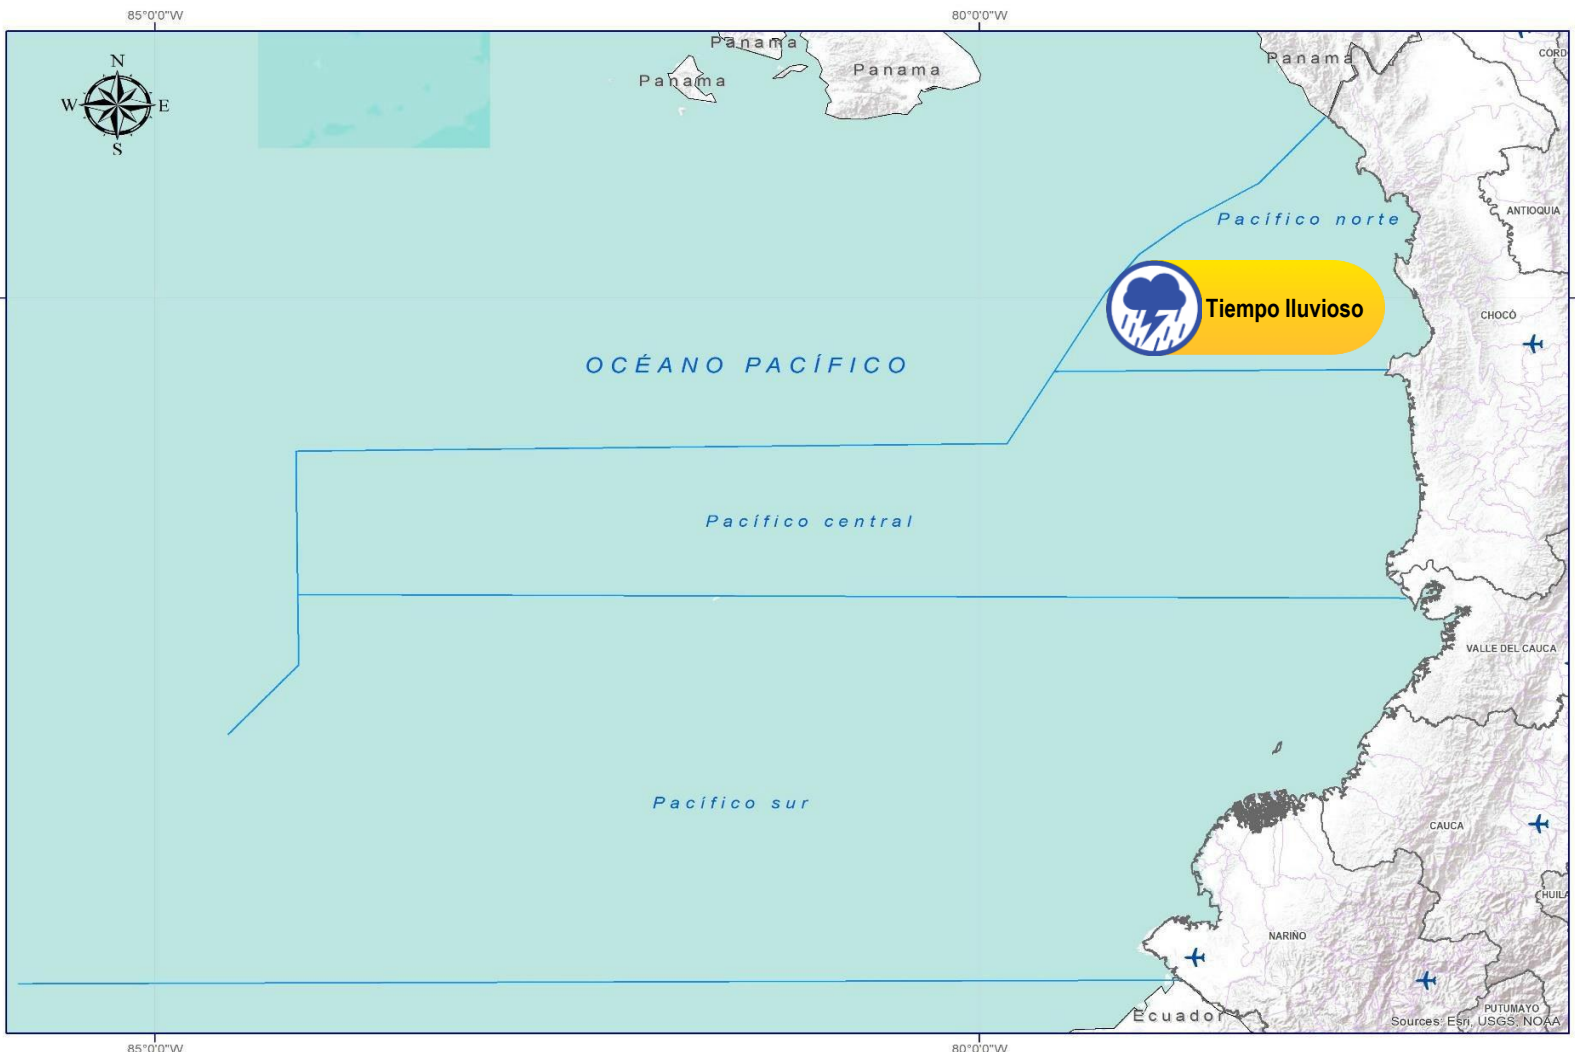 85°0'0"W
80°0'0"W
N
W E
S
Panama
Panama
Panama
Panama
CORD
ANTIOQUIA
Pacífico norte
Tiempo lluvioso
CHOCÓ
OCÉANO PACÍFICO
Pacífico central
VALLE DEL CAUCA
Pacífico sur
CAUCA
HUILA
NARIÑO
PUTUMAYO
Ecuador
Sources: Esri, USGS, NOAA
85°0'0"W
80°0'0"W